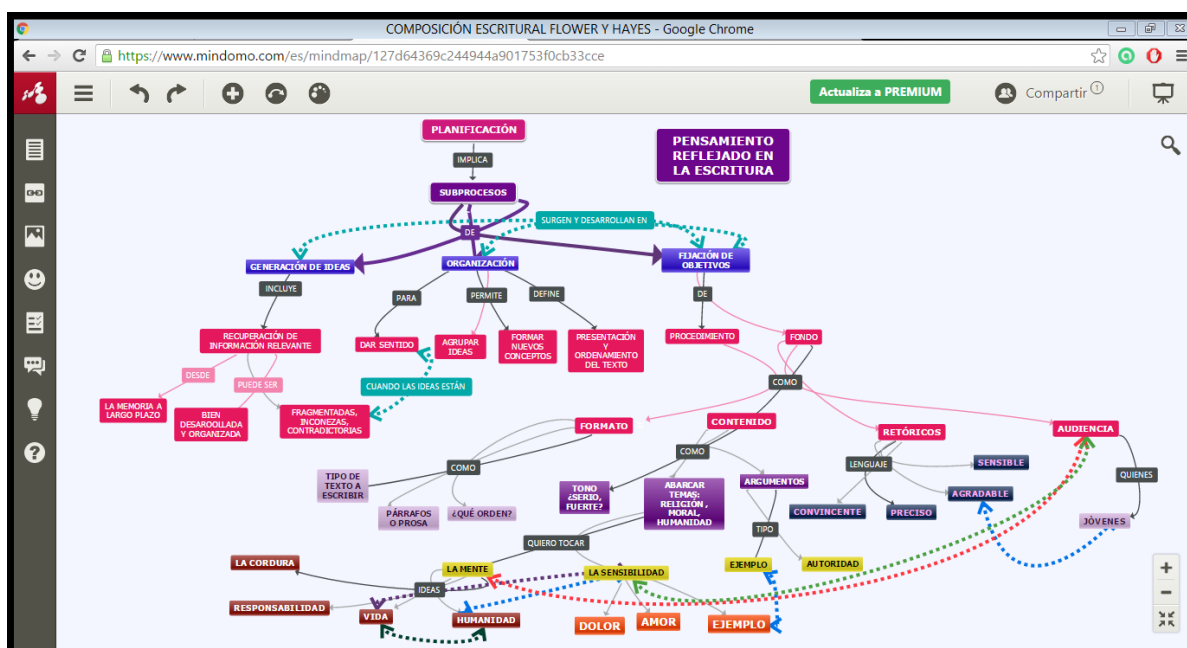 COMPOSICIÓN ESCRITURAL FLOWER Y HAYES - Google Chrome
https://www.mindomo.com/es/mindmap/127d64369c244944a901753f0cb33cce
Actualiza a PREMIUM
Compartir 1
PLANIFICACIÓN
IMPLICA
SUBPROCESOS
PENSAMIENTO
REFLEJADO EN
LA ESCRITURA
SURGEN Y DESARROLLAN EN
DE
GENERACIÓN DE IDEAS
ORGANIZACIÓN
FIJACIÓN DE
OBJETIVOS
INCLUYE
PARA
PERMITE
DEFINE
DE
RECUPERACIÓN DE
INFORMACIÓN RELEVANTE
DAR SENTIDO
AGRUPAR
IDEAS
FORMAR
NUEVOS
CONCEPTOS
PRESENTACIÓN
Y
ORDENAMIENTO
DEL TEXTO
PROCEDIMIENTO
FONDO
DESDE
PUEDE SER
CUANDO LAS IDEAS ESTÁN
COMO
LA MEMORIA A
LARGO PLAZO
BIEN
DESAROOLLADA
Y ORGANIZADA
FRAGMENTADAS,
INCONEZAS,
CONTRADICTORIAS
FORMATO
CONTENIDO
RETÓRICOS
AUDIENCIA
COMO
COMO
LENGUAJE
QUIENES
TIPO DE
TEXTO A
ESCRIBIR
PÁRRAFOS
O PROSA
¿QUÉ ORDEN?
TONO
¿SERIO,
FUERTE?
ABARCAR
TEMAS:
RELIGIÓN ,
MORAL,
HUMANIDAD
ARGUMENTOS
SENSIBLE
AGRADABLE
CONVINCENTE
PRECISO
JÒVENES
TIPO
QUIERO TOCAR
LA CORDURA
LA MENTE
LA SENSIBILIDAD
EJEMPLO
AUTORIDAD
IDEAS
RESPONSABILIDAD
VIDA
HUMANIDAD
DOLOR
AMOR
EJEMPLO